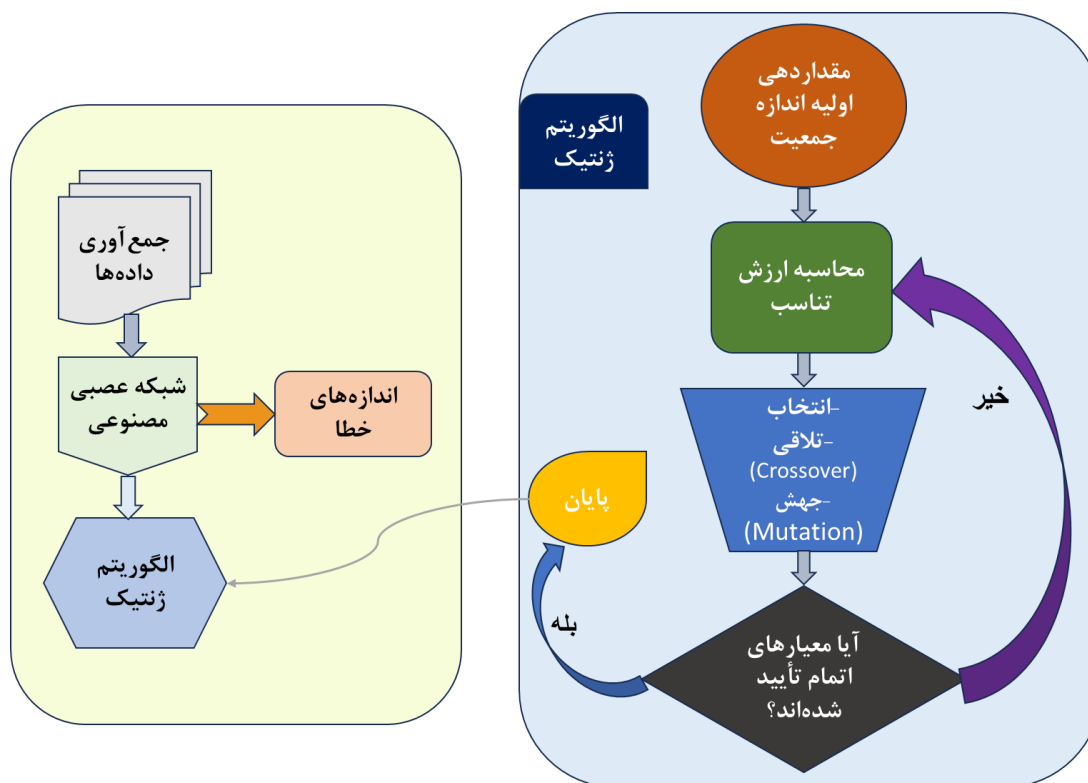 مقداردهی
اولیه اندازه
جمعیت
الگوریتم
ژنتیک
محاسبه ارزش
تناسب
-انتخاب
-تلاقی
(Crossover)
-جهش
(Mutation)
خیر
آیا معیارهای
اتمام تأیید
شده‌اند؟
بله
پایان
جمع‌آوری
داده‌ها
شبکه عصبی
مصنوعی
اندازه‌های
خطا
الگوریتم
ژنتیک